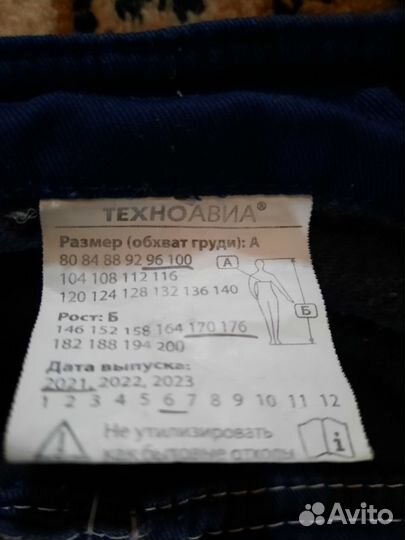 ТЕХНОАВИА®
Размер (обхват груди): А
80 84 88 92 96 100
104 108 112 116
120 124 128 132 136 140
А
Б
Рост: Б
146 152 158 164 170 176
182 188 194 200
Дата выпуска:
2021, 2022, 2023
1 2 3 4 5 6 7 8 9 10 11 12
Не утилизировать
как бытовые отходы
i
Avito